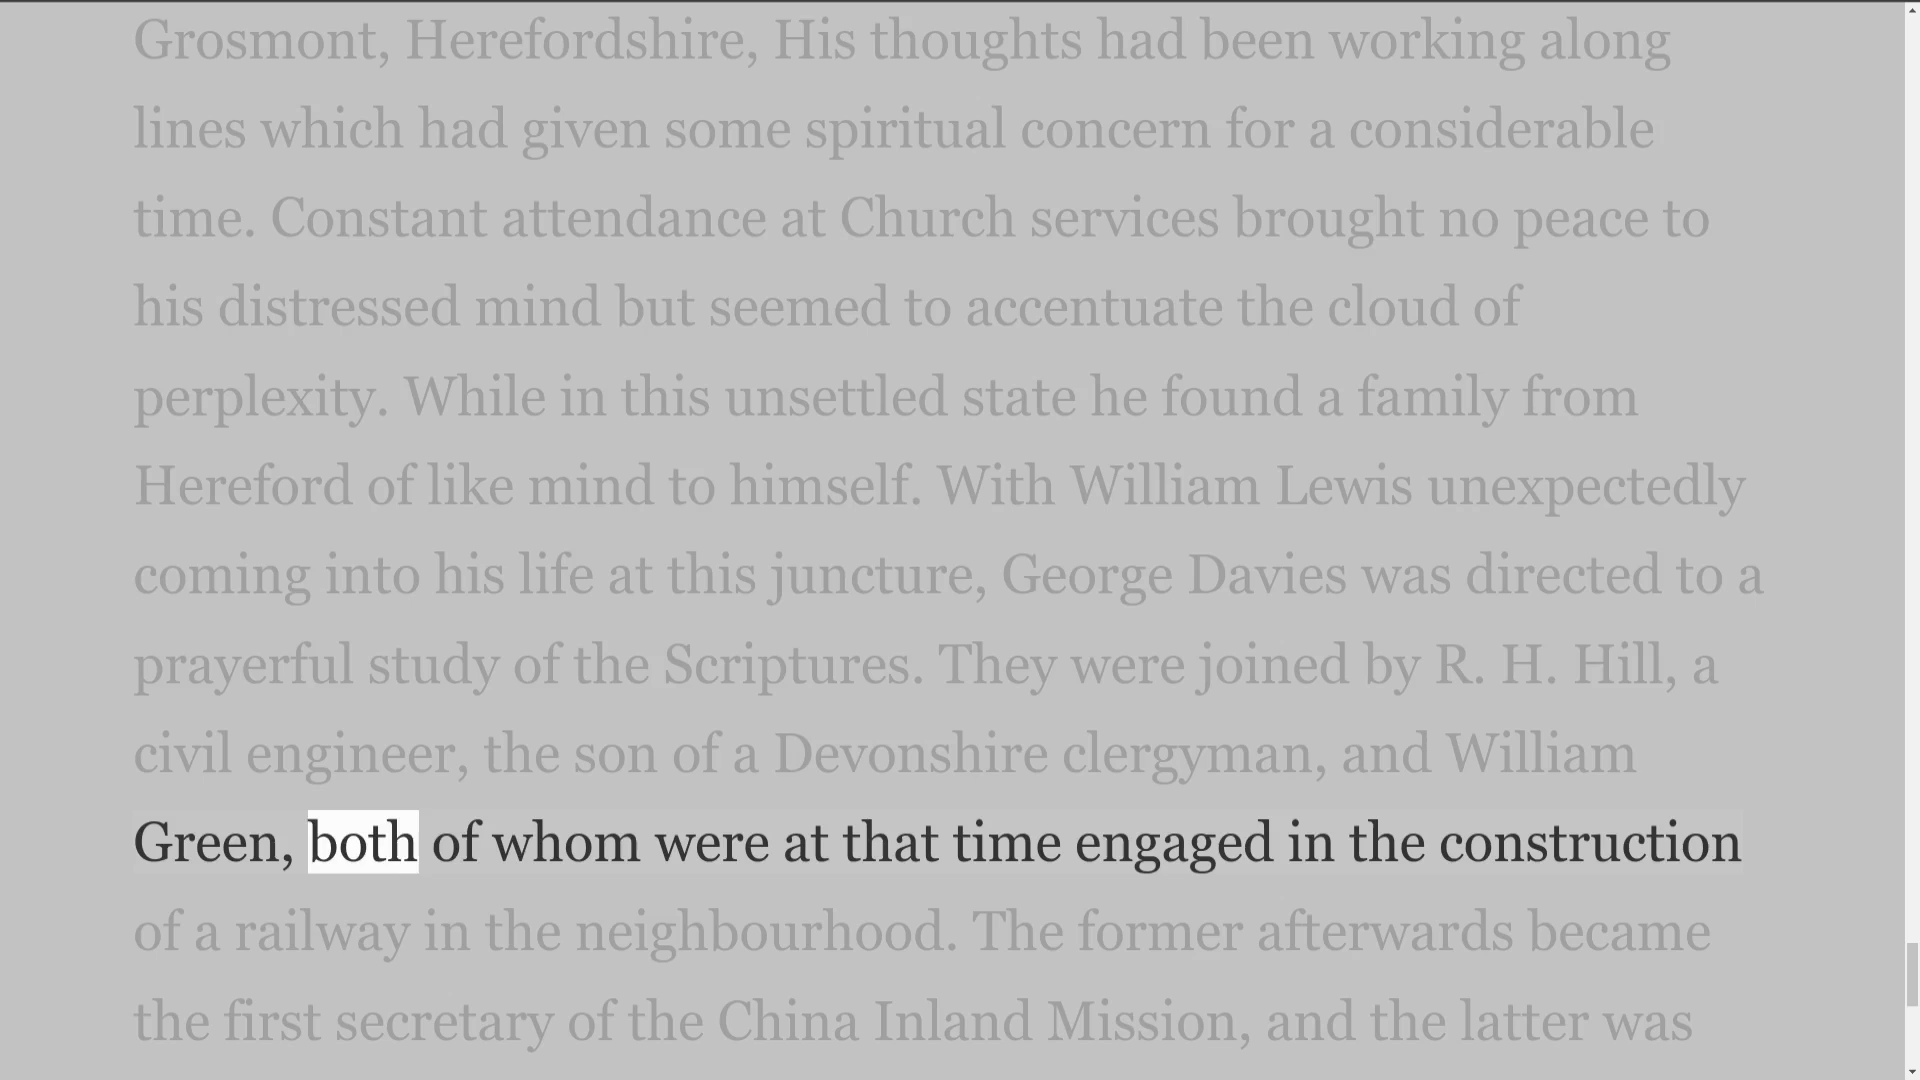 Grosmont, Herefordshire, His thoughts had been working along
lines which had given some spiritual concern for a considerable
time. Constant attendance at Church services brought no peace to
his distressed mind but seemed to accentuate the cloud of
perplexity. While in this unsettled state he found a family from
Hereford of like mind to himself. With William Lewis unexpectedly
coming into his life at this juncture, George Davies was directed to a
prayerful study of the Scriptures. They were joined by R. H. Hill, a
civil engineer, the son of a Devonshire clergyman, and William
Green, both of whom were at that time engaged in the construction
of a railway in the neighbourhood. The former afterwards became
the first secretary of the China Inland Mission, and the latter was